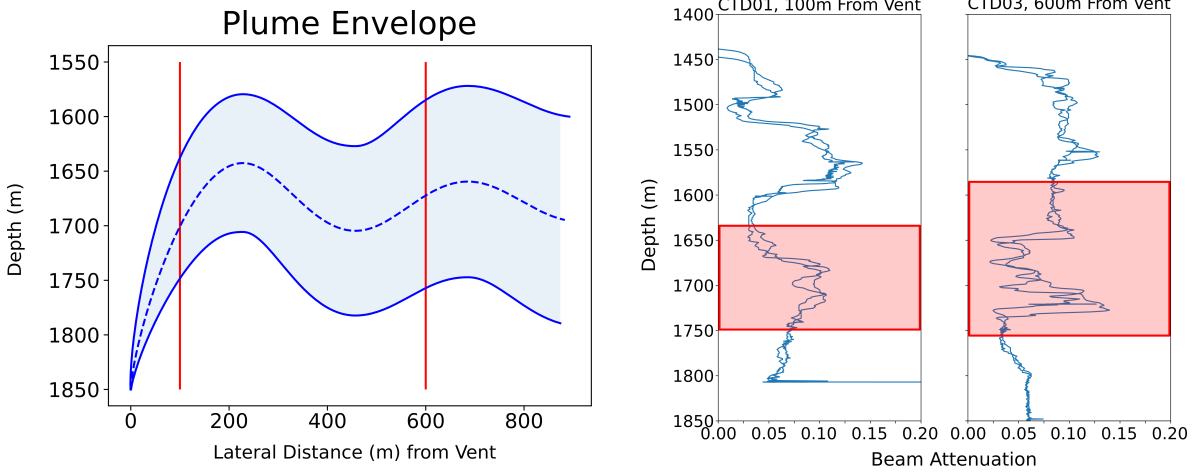 Plume Envelope
1550
1600
1650
1700
1750
1800
1850
Depth (m)
0 200 400 600 800
Lateral Distance (m) from Vent
CTD01, 100m From Vent
CTD03, 600m From Vent
1400
1450
1500
1550
1600
1650
1700
1750
1800
1850
Depth (m)
0.00 0.05 0.10 0.15 0.20
0.00 0.05 0.10 0.15 0.20
Beam Attenuation